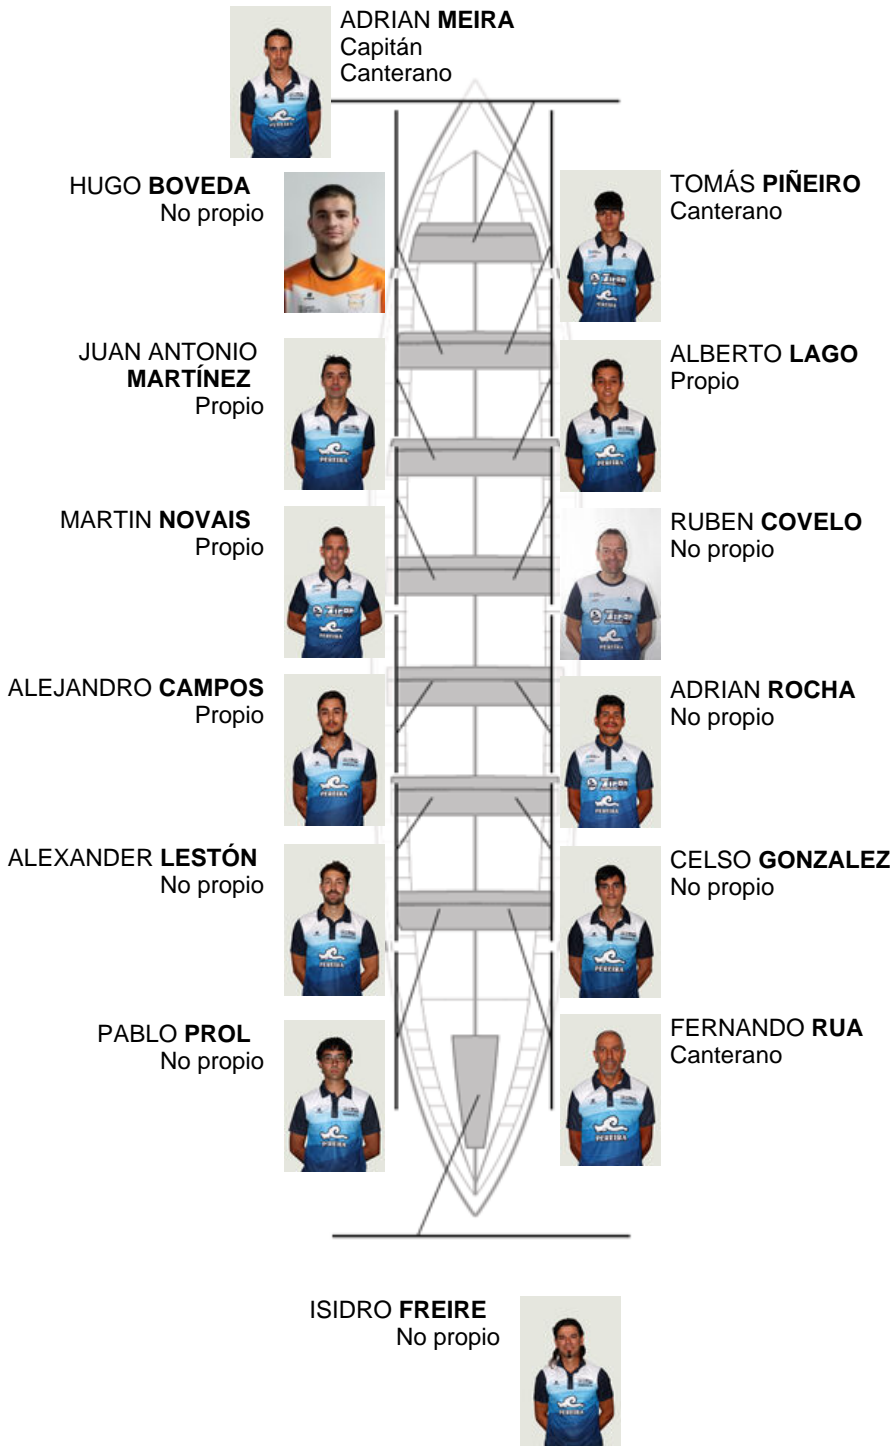 ADRIAN MEIRA
Capitán
Canterano
HUGO BOVEDA
No propio
TOMÁS PIÑEIRO
Canterano
JUAN ANTONIO
MARTÍNEZ
Propio
ALBERTO LAGO
Propio
MARTIN NOVAIS
Propio
RUBEN COVELO
No propio
ALEJANDRO CAMPOS
Propio
ADRIAN ROCHA
No propio
ALEXANDER LESTÓN
No propio
CELSO GONZALEZ
No propio
PABLO PROL
No propio
FERNANDO RUA
Canterano
ISIDRO FREIRE
No propio